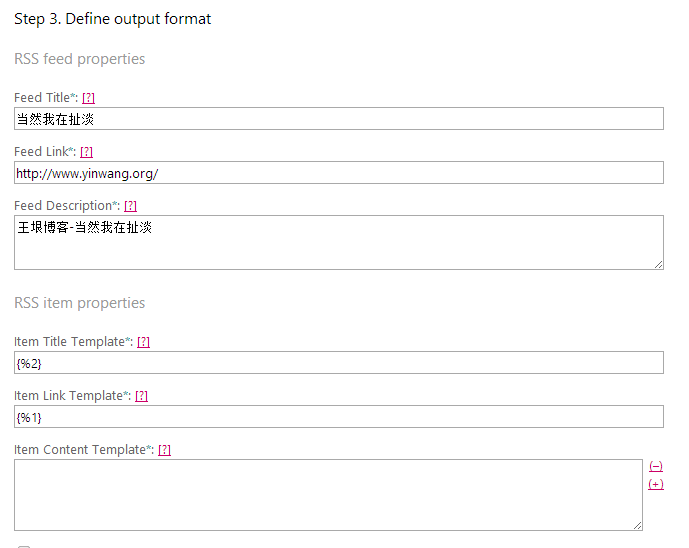 Step 3. Define output format
RSS feed properties
Feed Title*: [?]
当然我在扯淡
Feed Link*: [?]
http://www.yinwang.org/
Feed Description*: [?]
王垠博客-当然我在扯淡
RSS item properties
Item Title Template*: [?]
{%2}
Item Link Template*: [?]
{%1}
Item Content Template*: [?]
(−)
(+)